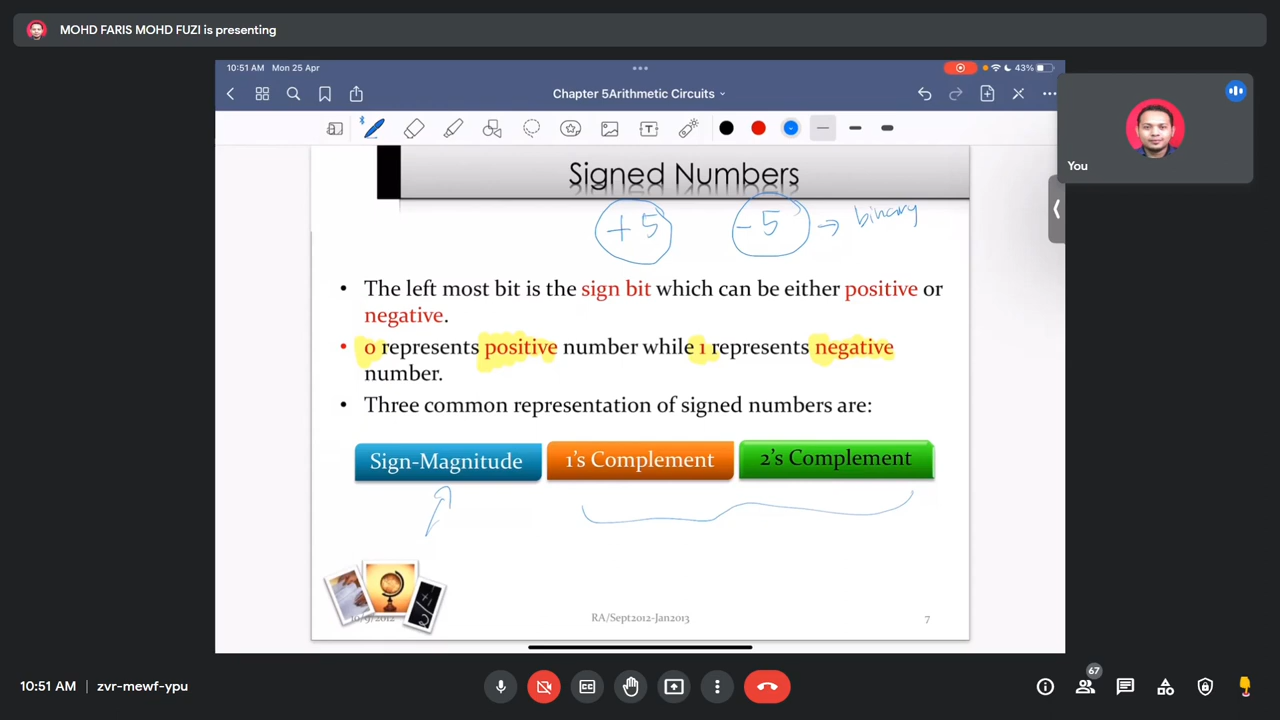 MOHD FARIS MOHD FUZI is presenting
10:51 AM Mon 25 Apr
43%
Chapter 5Arithmetic Circuits
You
Signed Numbers
+5 -5 → binary
• The left most bit is the sign bit which can be either positive or
negative.
• 0 represents positive number while 1 represents negative
number.
• Three common representation of signed numbers are:
Sign-Magnitude 1's Complement 2's Complement
10/9/2012 RA/Sept2012-Jan2013 7
10:51 AM | zvr-mewf-ypu
67